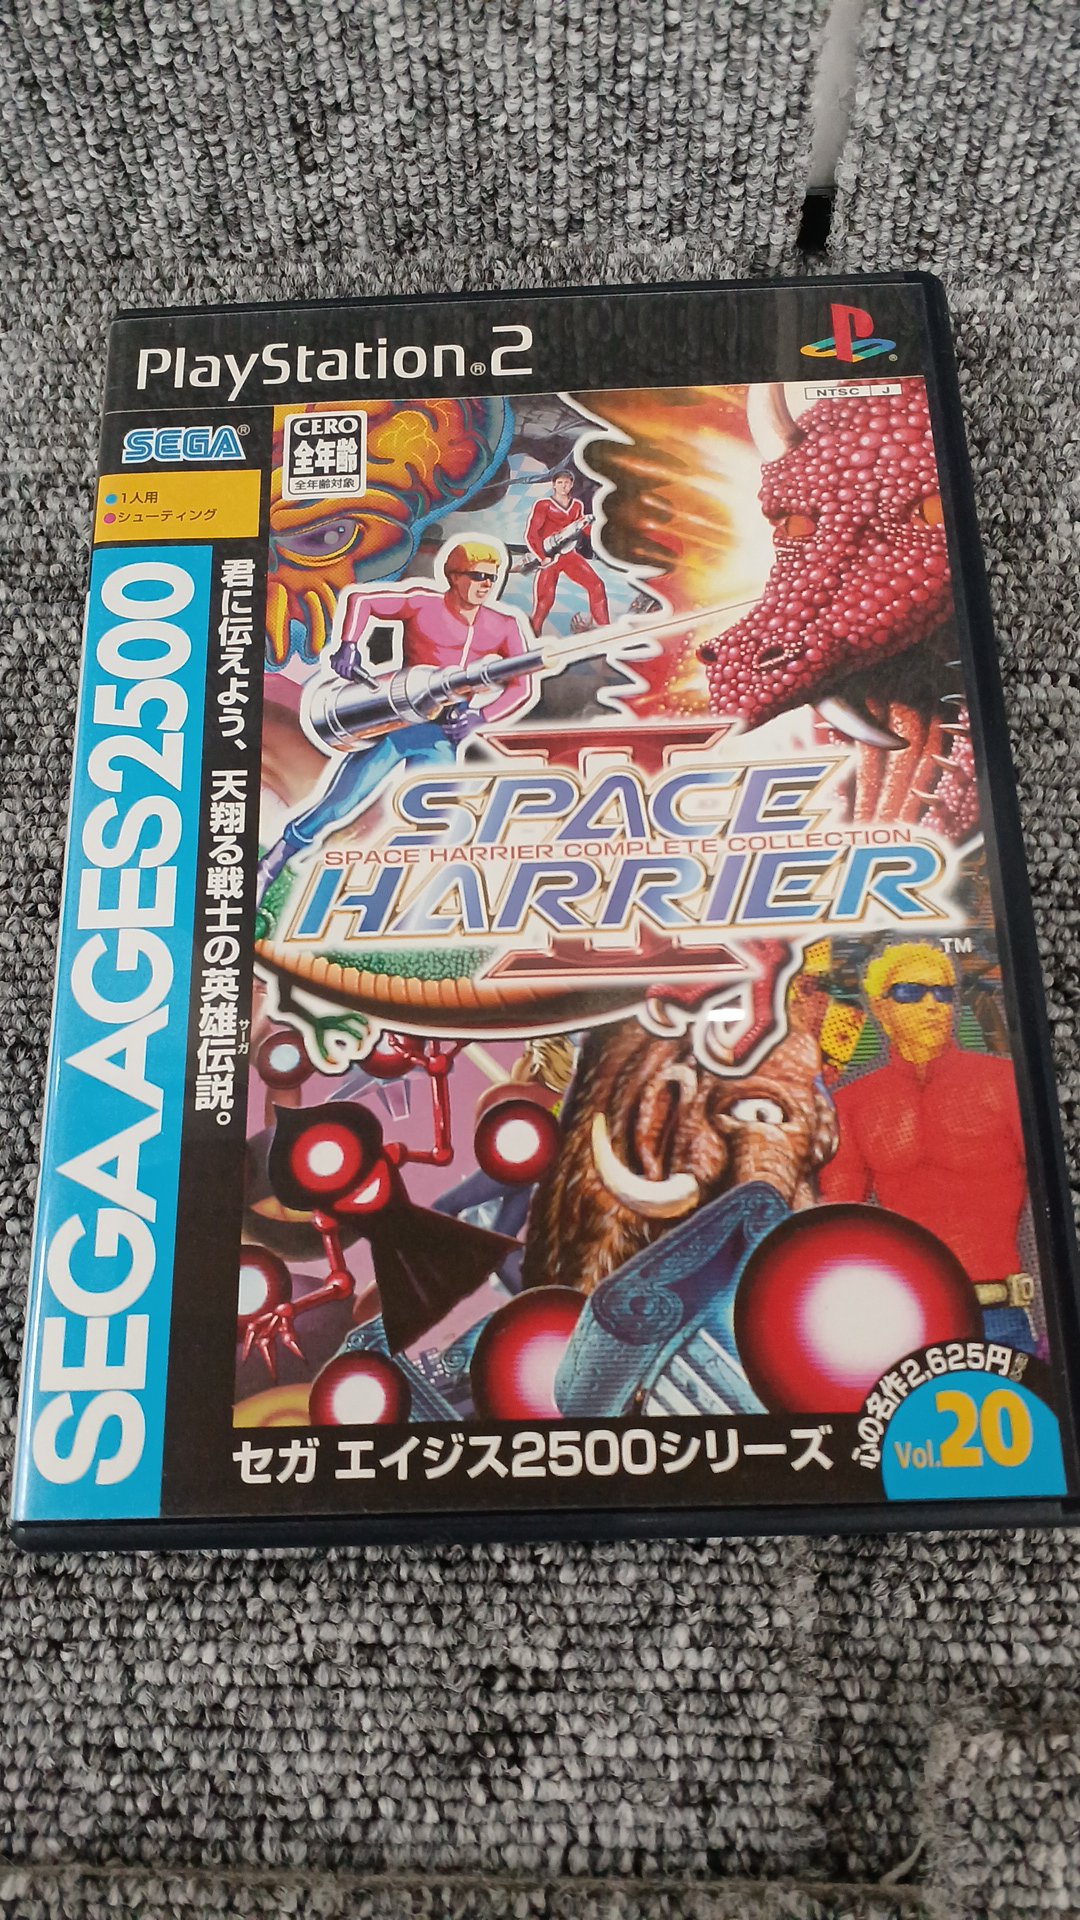 PlayStation®2
NTSC J
SEGA®
CERO
全年齢
全年齢対象
●1人用
●シューティング
SEGA AGES 2500
君に伝えよう、天翔る戦士の英雄伝説。
サーガ
II
SPACE
SPACE HARRIER COMPLETE COLLECTION
HARRIER
TM
心の名作2,625円
Vol.20
セガ エイジス2500シリーズ